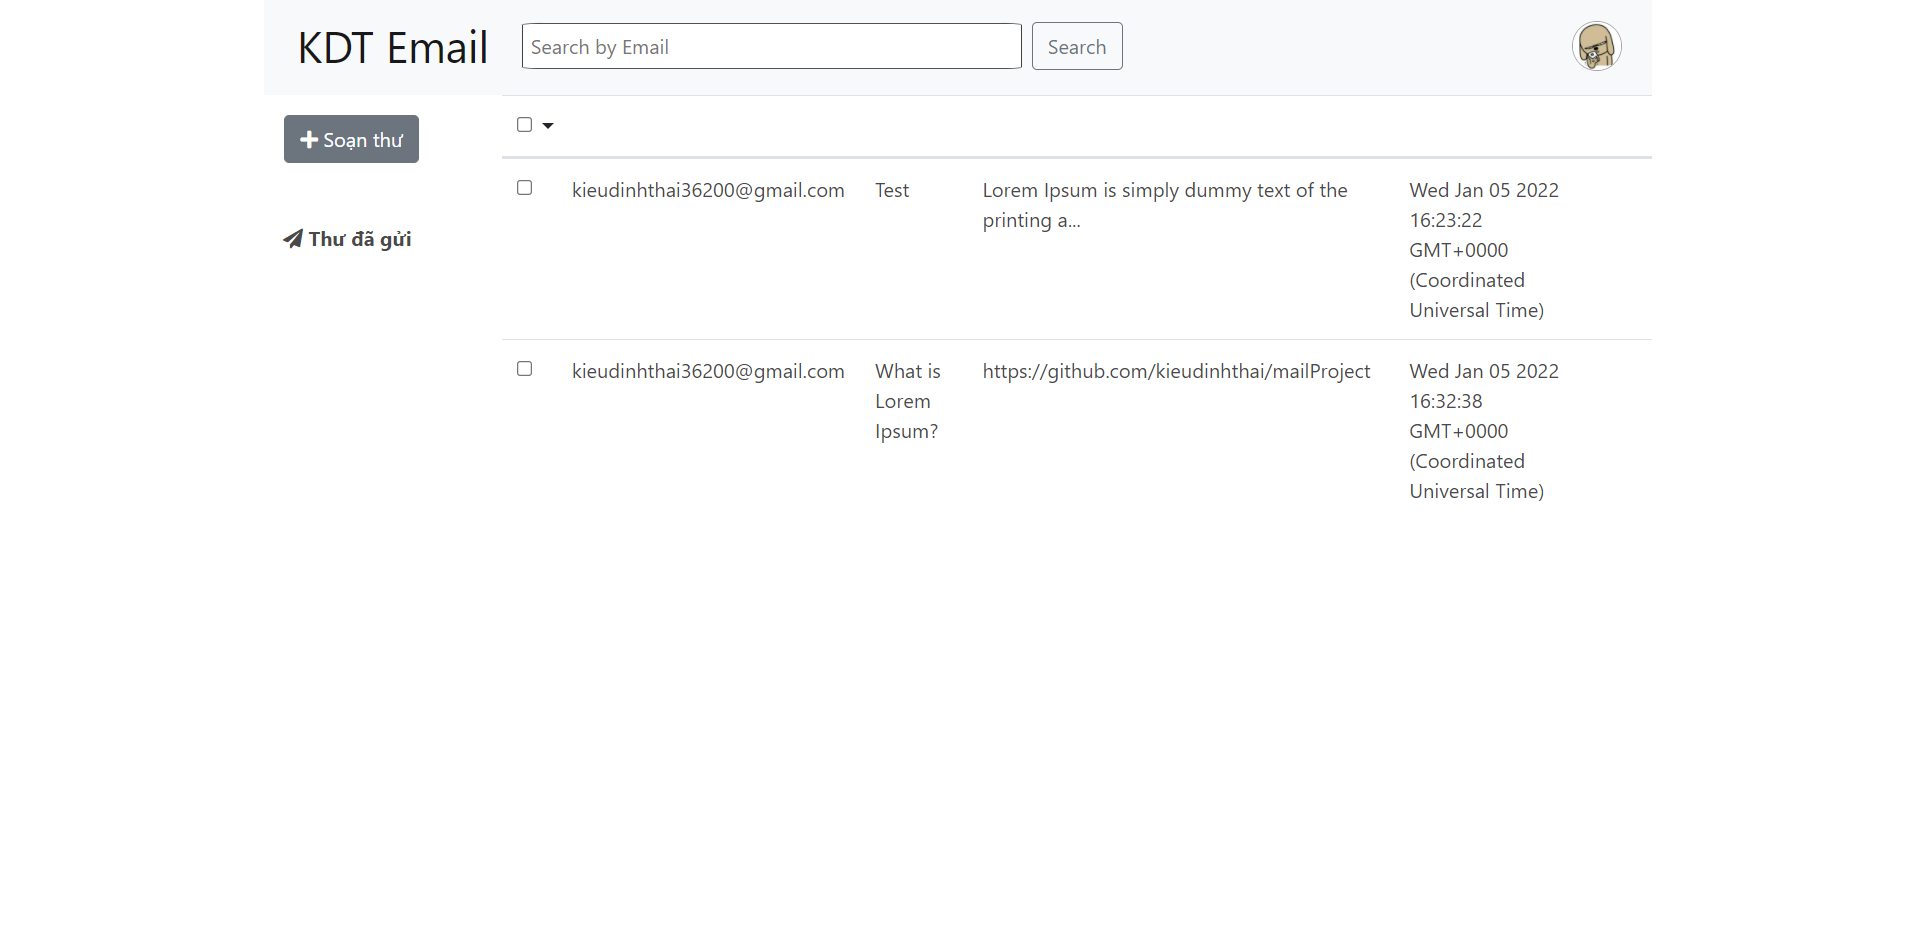 KDT Email
Search by Email
Search
Soạn thư
Thư đã gửi
kieudinhthai36200@gmail.com
Test
Lorem Ipsum is simply dummy text of the
printing a...
Wed Jan 05 2022
16:23:22
GMT+0000
(Coordinated
Universal Time)
kieudinhthai36200@gmail.com
What is
Lorem
Ipsum?
https://github.com/kieudinhthai/mailProject
Wed Jan 05 2022
16:32:38
GMT+0000
(Coordinated
Universal Time)